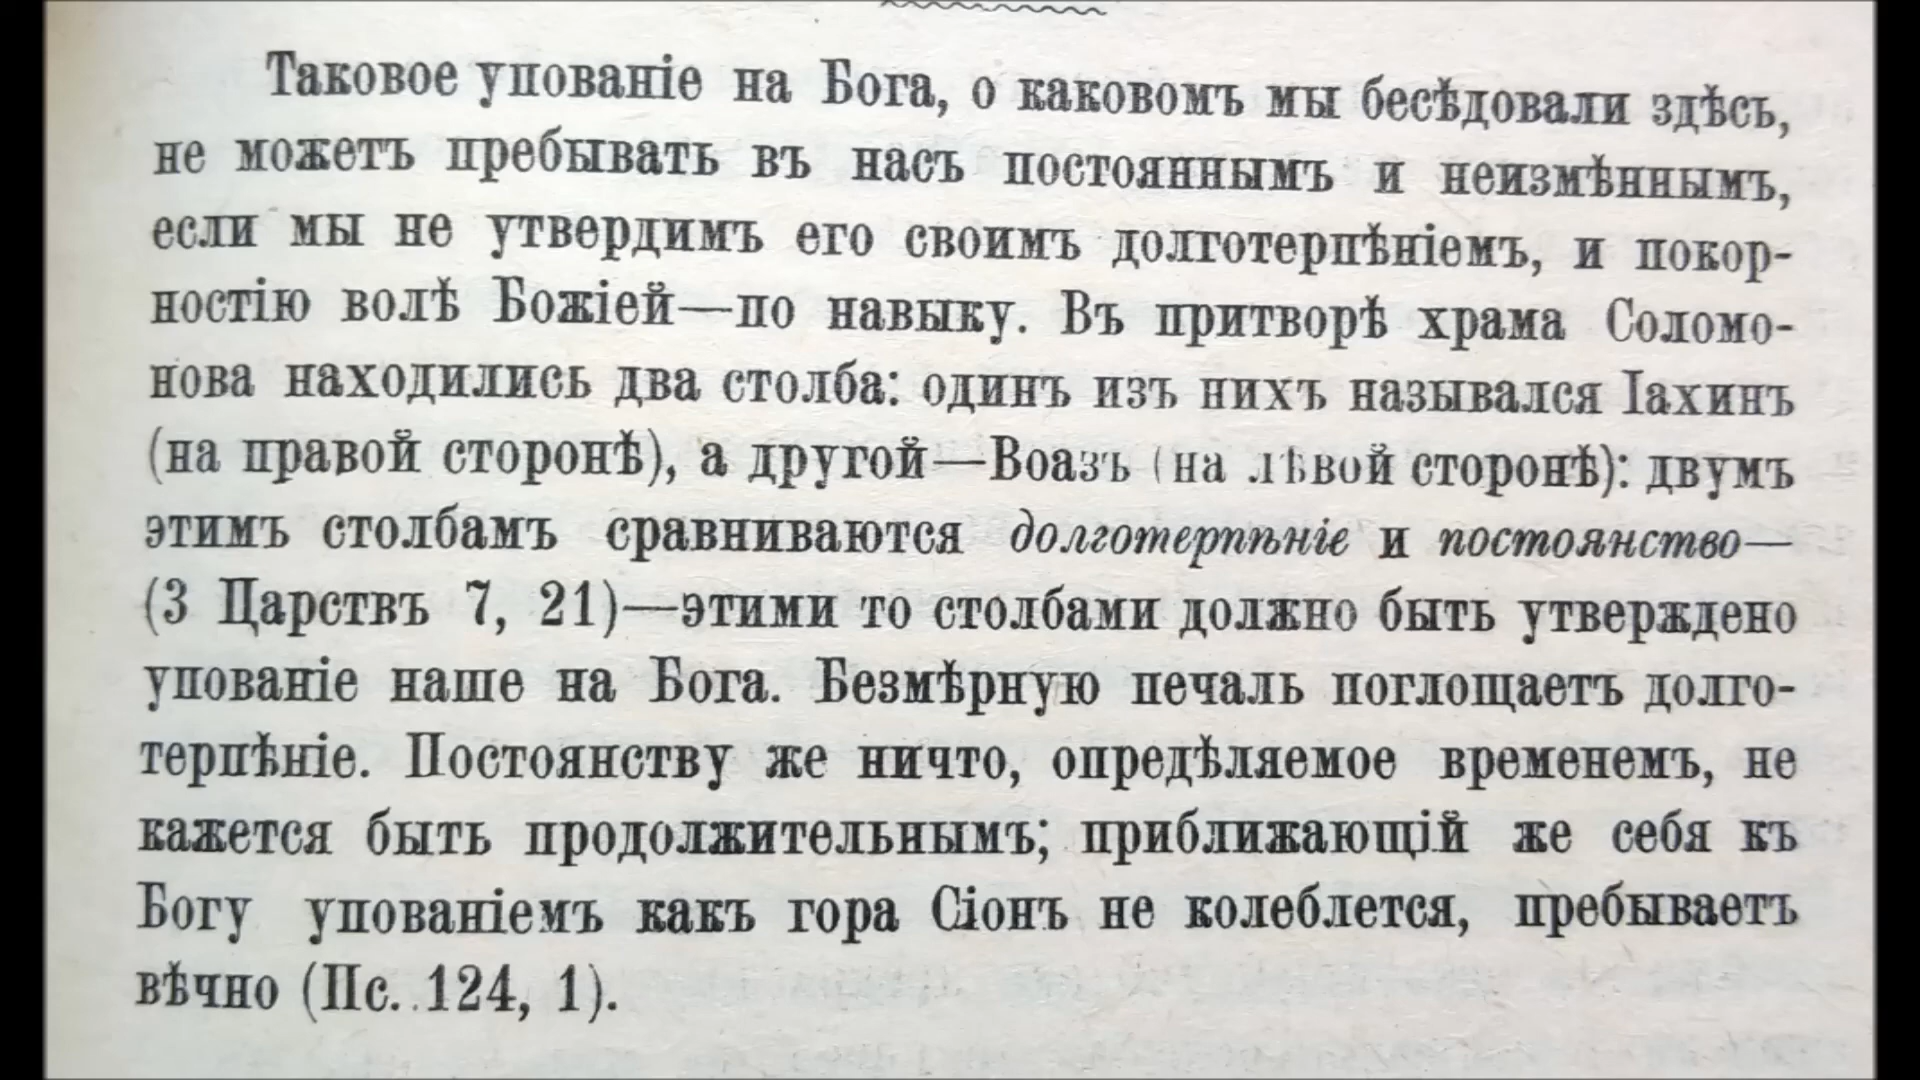 Таковое упованіе на Бога, о каковомъ мы бесѣдовали здѣсь,
не можетъ пребывать въ насъ постояннымъ и неизмѣннымъ,
если мы не утвердимъ его своимъ долготерпѣніемъ, и покор-
ностію волѣ Божіей—по навыку. Въ притворѣ храма Соломо-
нова находились два столба: одинъ изъ нихъ назывался Іахинъ
(на правой сторонѣ), а другой—Воазъ (на лѣвой сторонѣ): двумъ
этимъ столбамъ сравниваются долготерпѣніе и постоянство—
(3 Царствъ 7, 21)—этими то столбами должно быть утверждено
упованіе наше на Бога. Безмѣрную печаль поглощаетъ долго-
терпѣніе. Постоянству же ничто, опредѣляемое временемъ, не
кажется быть продолжительнымъ; приближающій же себя къ
Богу упованіемъ какъ гора Сіонъ не колеблется, пребываетъ
вѣчно (Пс. 124, 1).